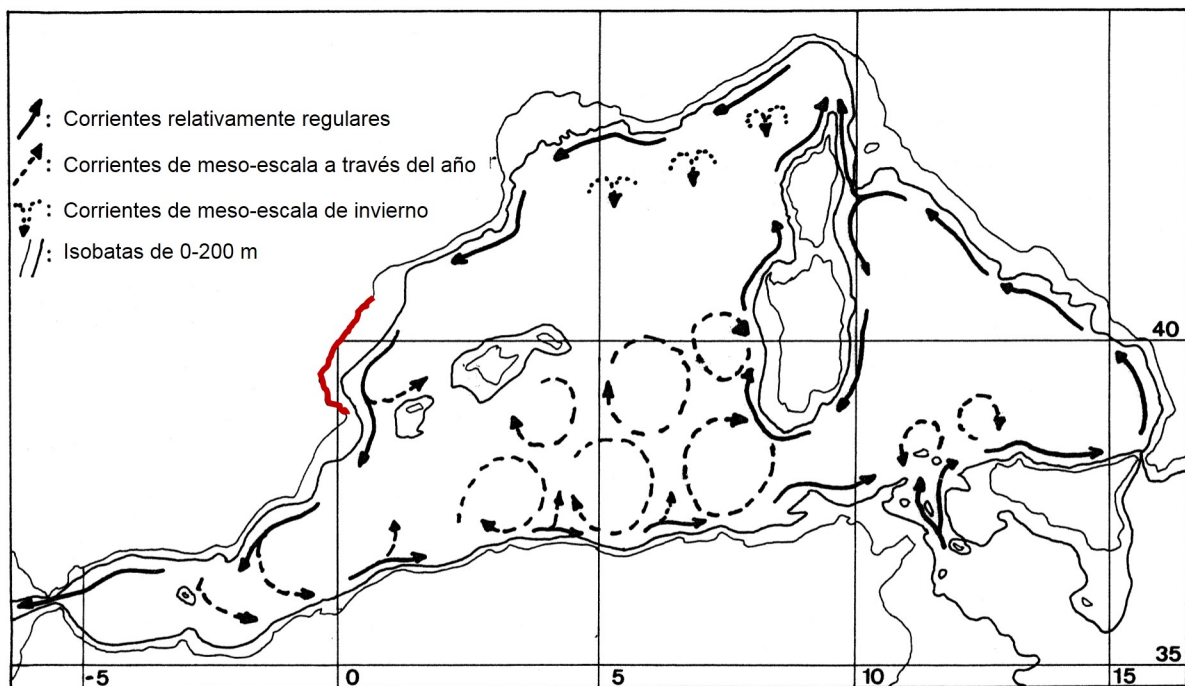 : Corrientes relativamente regulares
: Corrientes de meso-escala a través del año
: Corrientes de meso-escala de invierno
: Isobatas de 0-200 m
40
35
-5
0
5
10
15